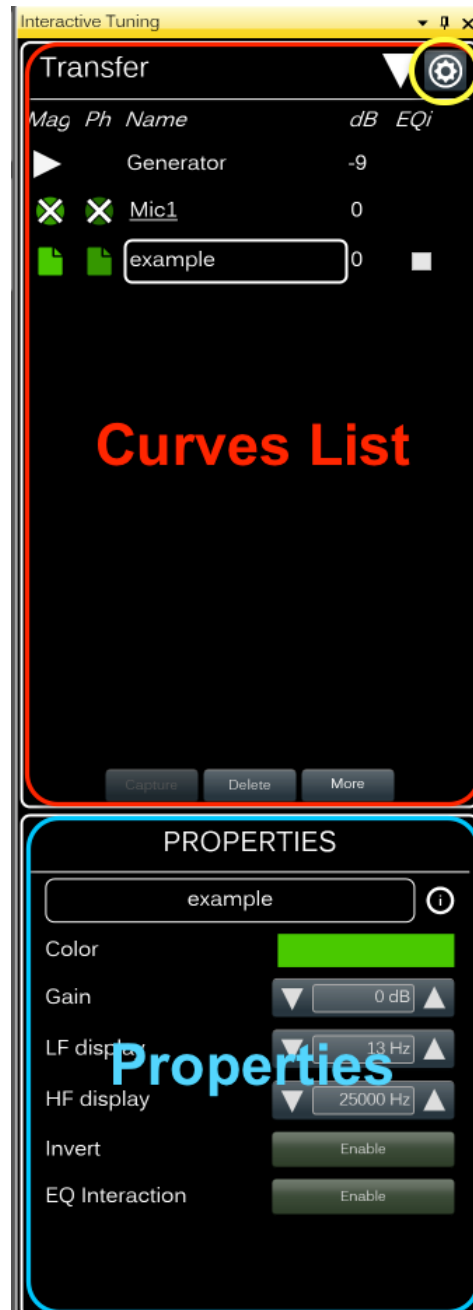 Interactive Tuning
Transfer
Mag Ph Name dB EQi
Generator -9
Mic1 0
example 0
Curves List
Capture Delete More
PROPERTIES
example
Color
Gain 0 dB
LF display 13 Hz
Properties
HF display 25000 Hz
Invert Enable
EQ Interaction Enable